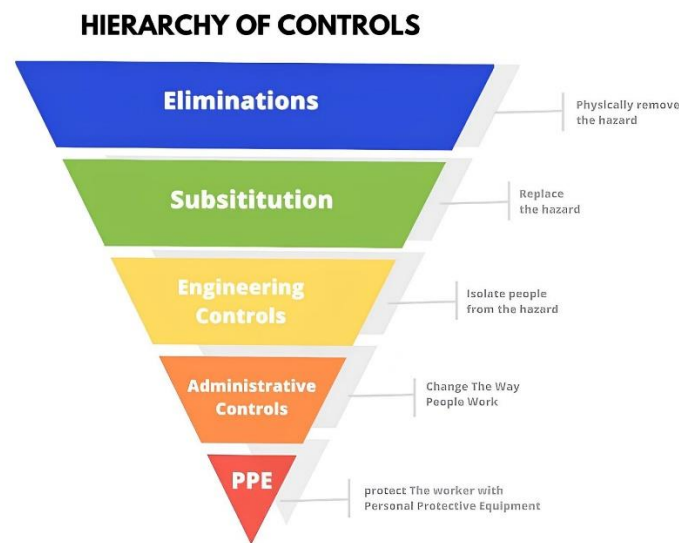 HIERARCHY OF CONTROLS
Eliminations
Physically remove
the hazard
Subsititution
Replace
the hazard
Engineering
Controls
Isolate people
from the hazard
Administrative
Controls
Change The Way
People Work
PPE
protect The worker with
Personal Protective Equipment